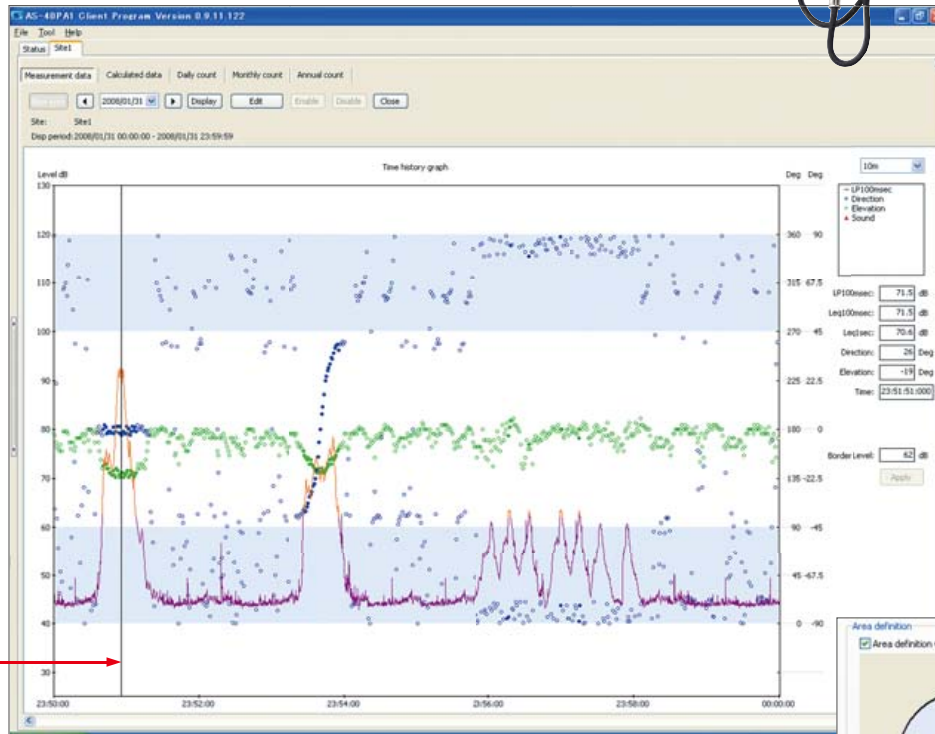 AS-40PA1 Client Program Version 0.9.11.122
File Tool Help
Status Site1
Measurement data Calculated data Daily count Monthly count Annual count
2008/01/31 Display Edit Enable Disable Close
Site: Site1
Disp period:2008/01/31 00:00:00 - 2008/01/31 23:59:59
Time history graph
Level dB
Deg Deg
10m
130
120
110
100
90
80
70
60
50
40
30
360 90
315 67.5
270 45
225 22.5
180 0
135 -22.5
90 -45
45 -67.5
0 -90
23:50:00 23:52:00 23:54:00 23:56:00 23:58:00 00:00:00
LP100msec
Direction
Elevation
Sound
LP100msec: 71.5 dB
Leq100msec: 71.5 dB
Leq1sec: 70.6 dB
Direction: 26 Deg
Elevation: -19 Deg
Time: 23:51:51:000
Border Level: 62 dB
Apply
Area definition
Area definition